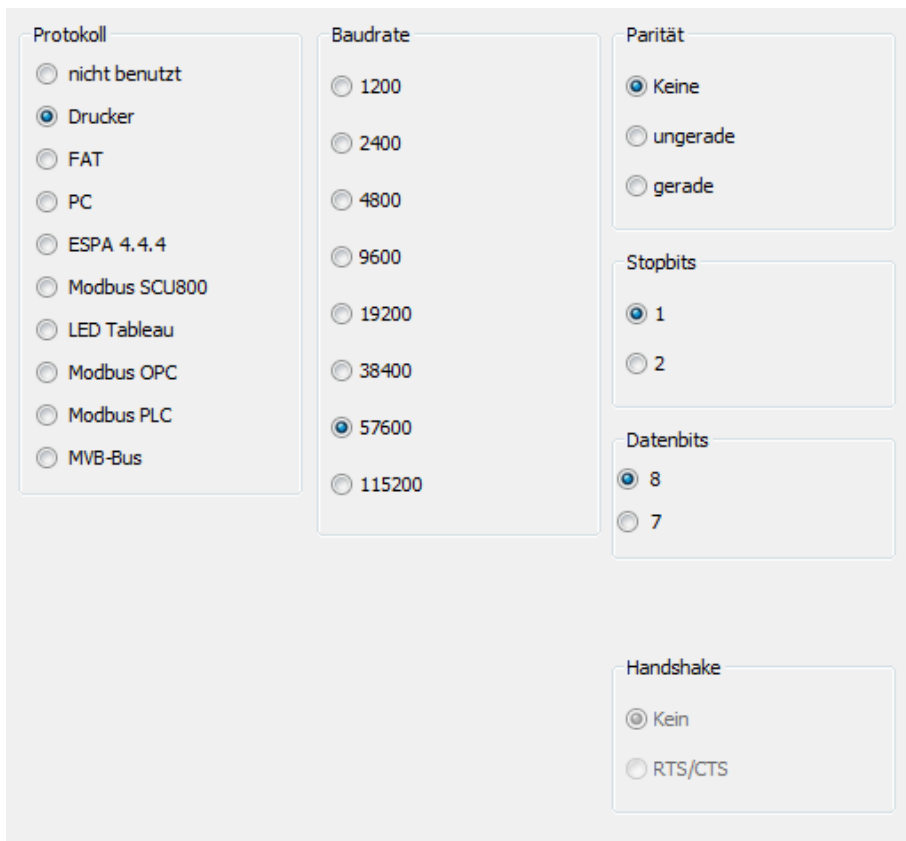 Protokoll
nicht benutzt
Drucker
FAT
PC
ESPA 4.4.4
Modbus SCU800
LED Tableau
Modbus OPC
Modbus PLC
MVB-Bus
Baudrate
1200
2400
4800
9600
19200
38400
57600
115200
Parität
Keine
ungerade
gerade
Stopbits
1
2
Datenbits
8
7
Handshake
Kein
RTS/CTS